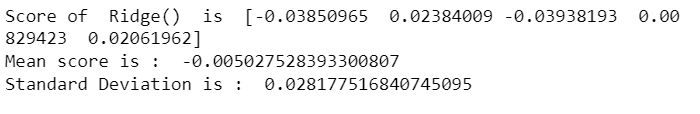 Score of  Ridge()  is  [-0.03850965  0.02384009 -0.03938193  0.00
829423  0.02061962]
Mean score is :  -0.005027528393300807
Standard Deviation is :  0.028177516840745095